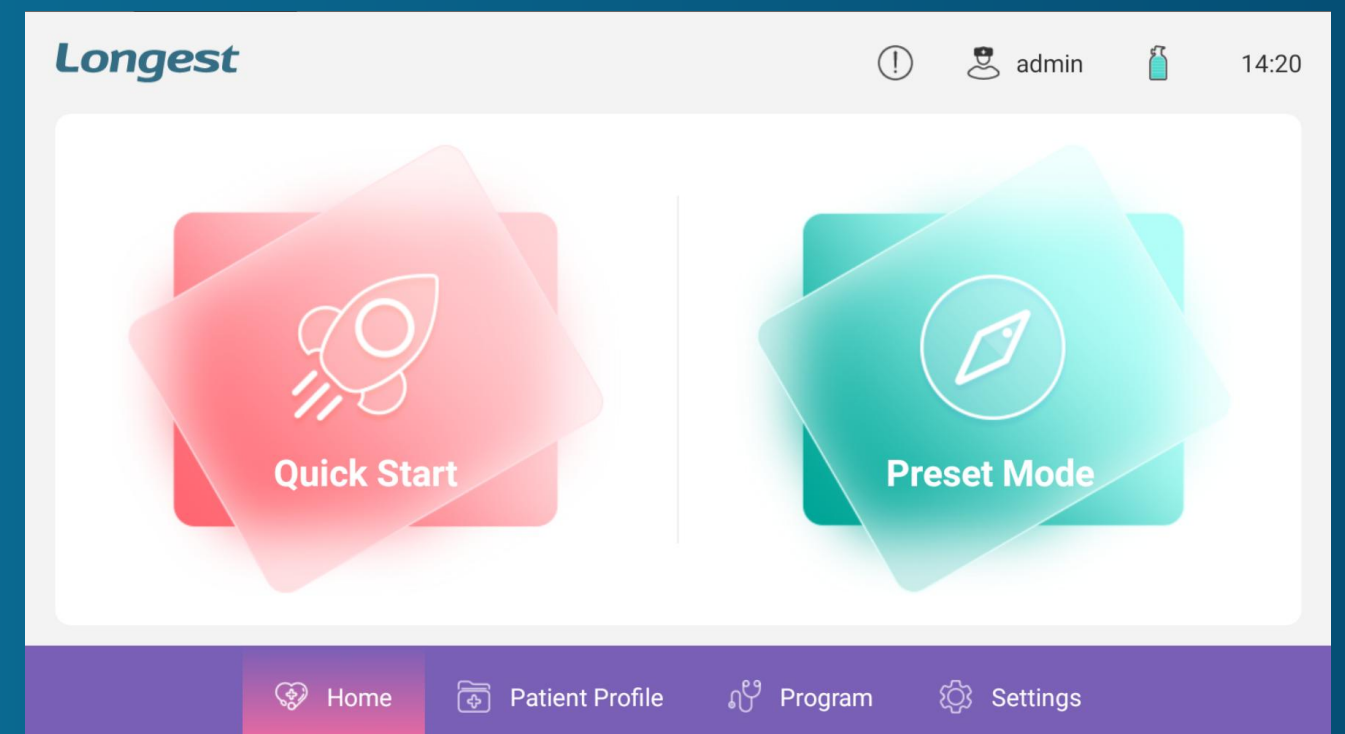 Longest
admin
14:20
Quick Start
Preset Mode
Home
Patient Profile
Program
Settings